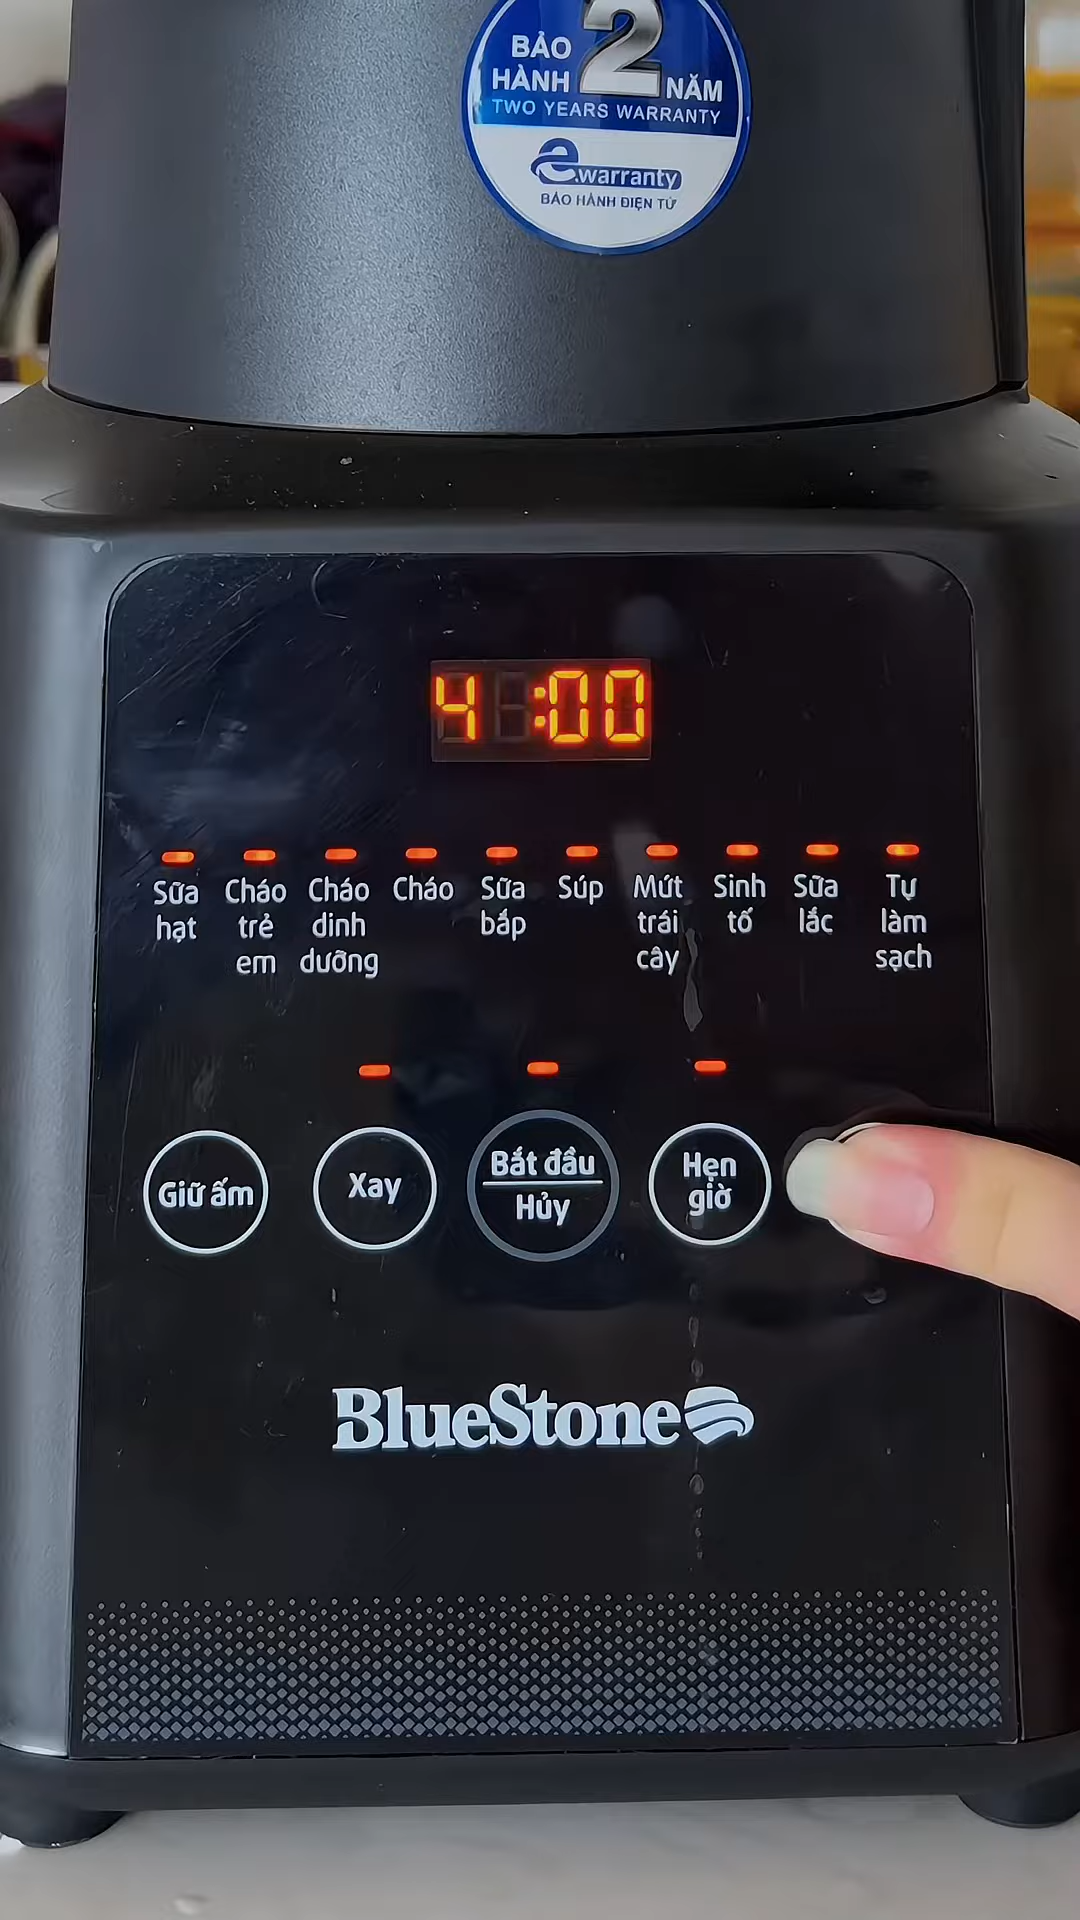 BẢO
HÀNH 2 NĂM
TWO YEARS WARRANTY
e.warranty
BẢO HÀNH ĐIỆN TỬ
4 :00
Sữa hạt
Cháo trẻ em
Cháo dinh dưỡng
Cháo
Sữa bắp
Súp
Mứt trái cây
Sinh tố
Sữa lắc
Tự làm sạch
Giữ ấm
Xay
Bắt đầu
Hủy
Hẹn
giờ
BlueStone